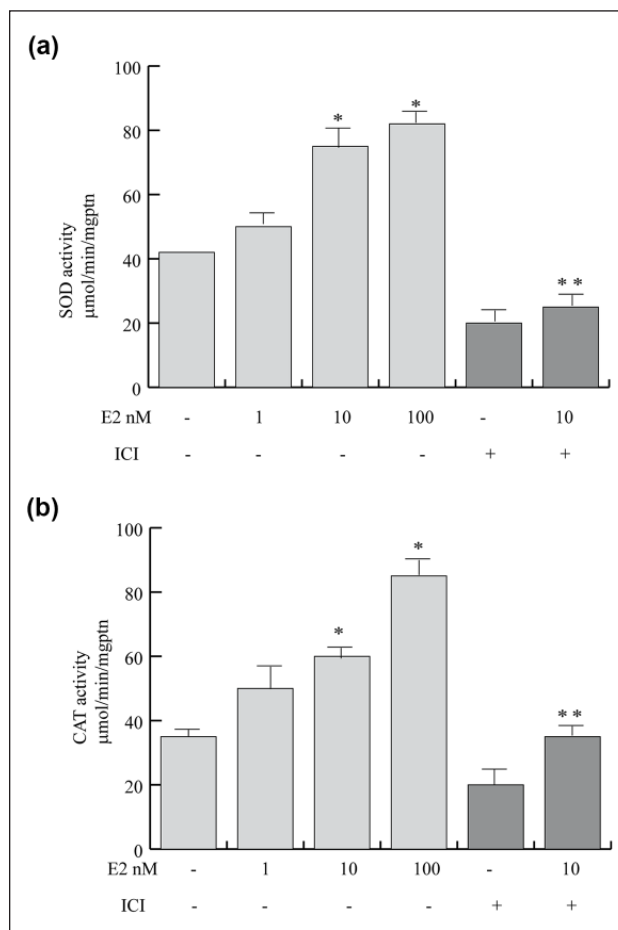 (a)
100
*
*
80
60
SOD activity
μmol/min/mgptn
40
**
20
0
E2 nM - 1 10 100 - 10
ICI - - - - + +
(b)
100
*
80
*
60
CAT activity
μmol/min/mgptn
**
40
20
0
E2 nM - 1 10 100 - 10
ICI - - - - + +